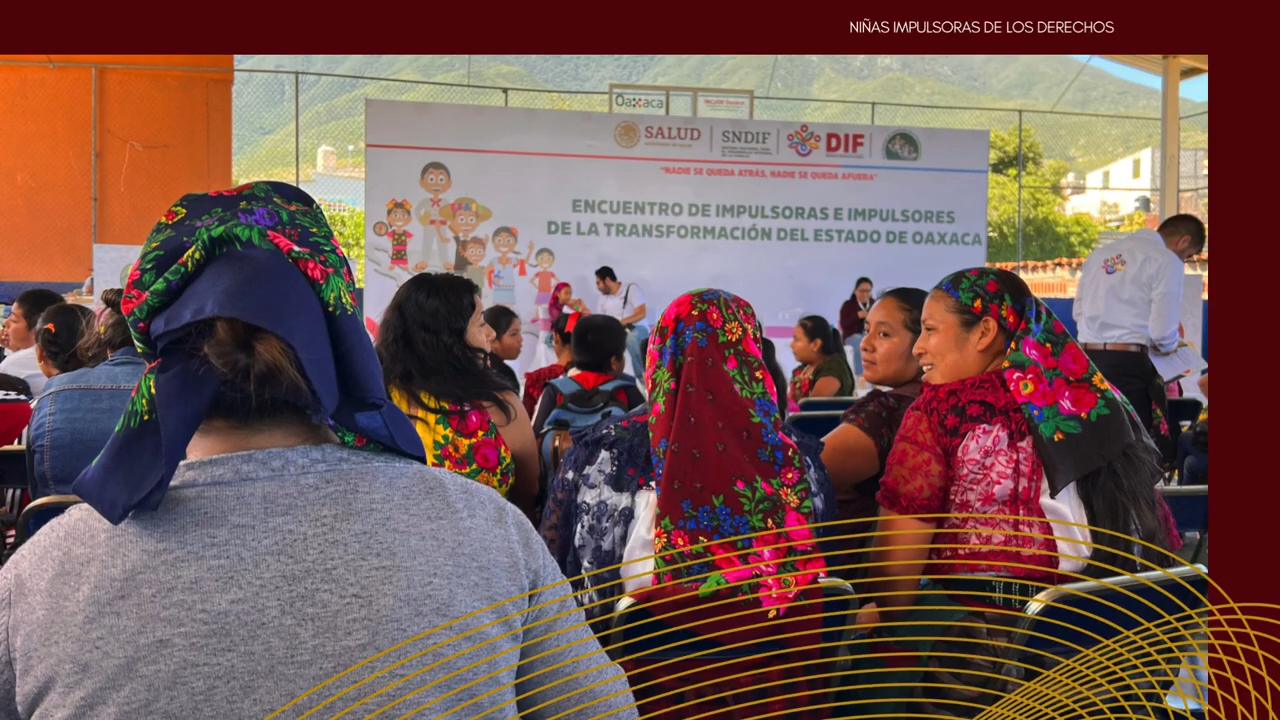 NIÑAS IMPULSORAS DE LOS DERECHOS
Oaxaca
SALUD
SNDIF
DIF
"NADIE SE QUEDA ATRÁS, NADIE SE QUEDA AFUERA"
ENCUENTRO DE IMPULSORAS E IMPULSORES
DE LA TRANSFORMACIÓN DEL ESTADO DE OAXACA